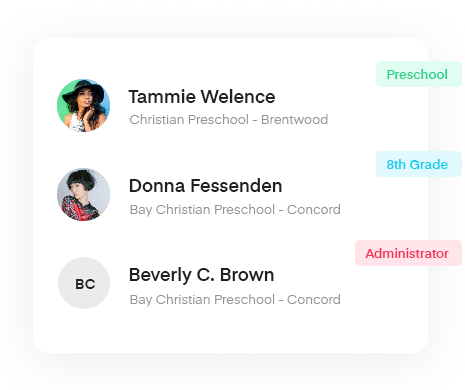 Preschool
Tammie Welence
Christian Preschool - Brentwood
8th Grade
Donna Fessenden
Bay Christian Preschool - Concord
Administrator
BC
Beverly C. Brown
Bay Christian Preschool - Concord